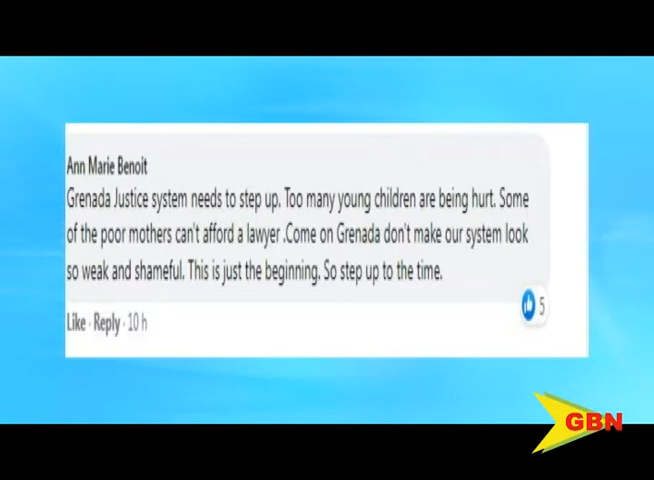 Ann Marie Benoit
Grenada Justice system needs to step up. Too many young children are being hurt. Some
of the poor mothers can't afford a lawyer .Come on Grenada don't make our system look
so weak and shameful. This is just the beginning. So step up to the time.
5
Like · Reply · 10 h
GBN